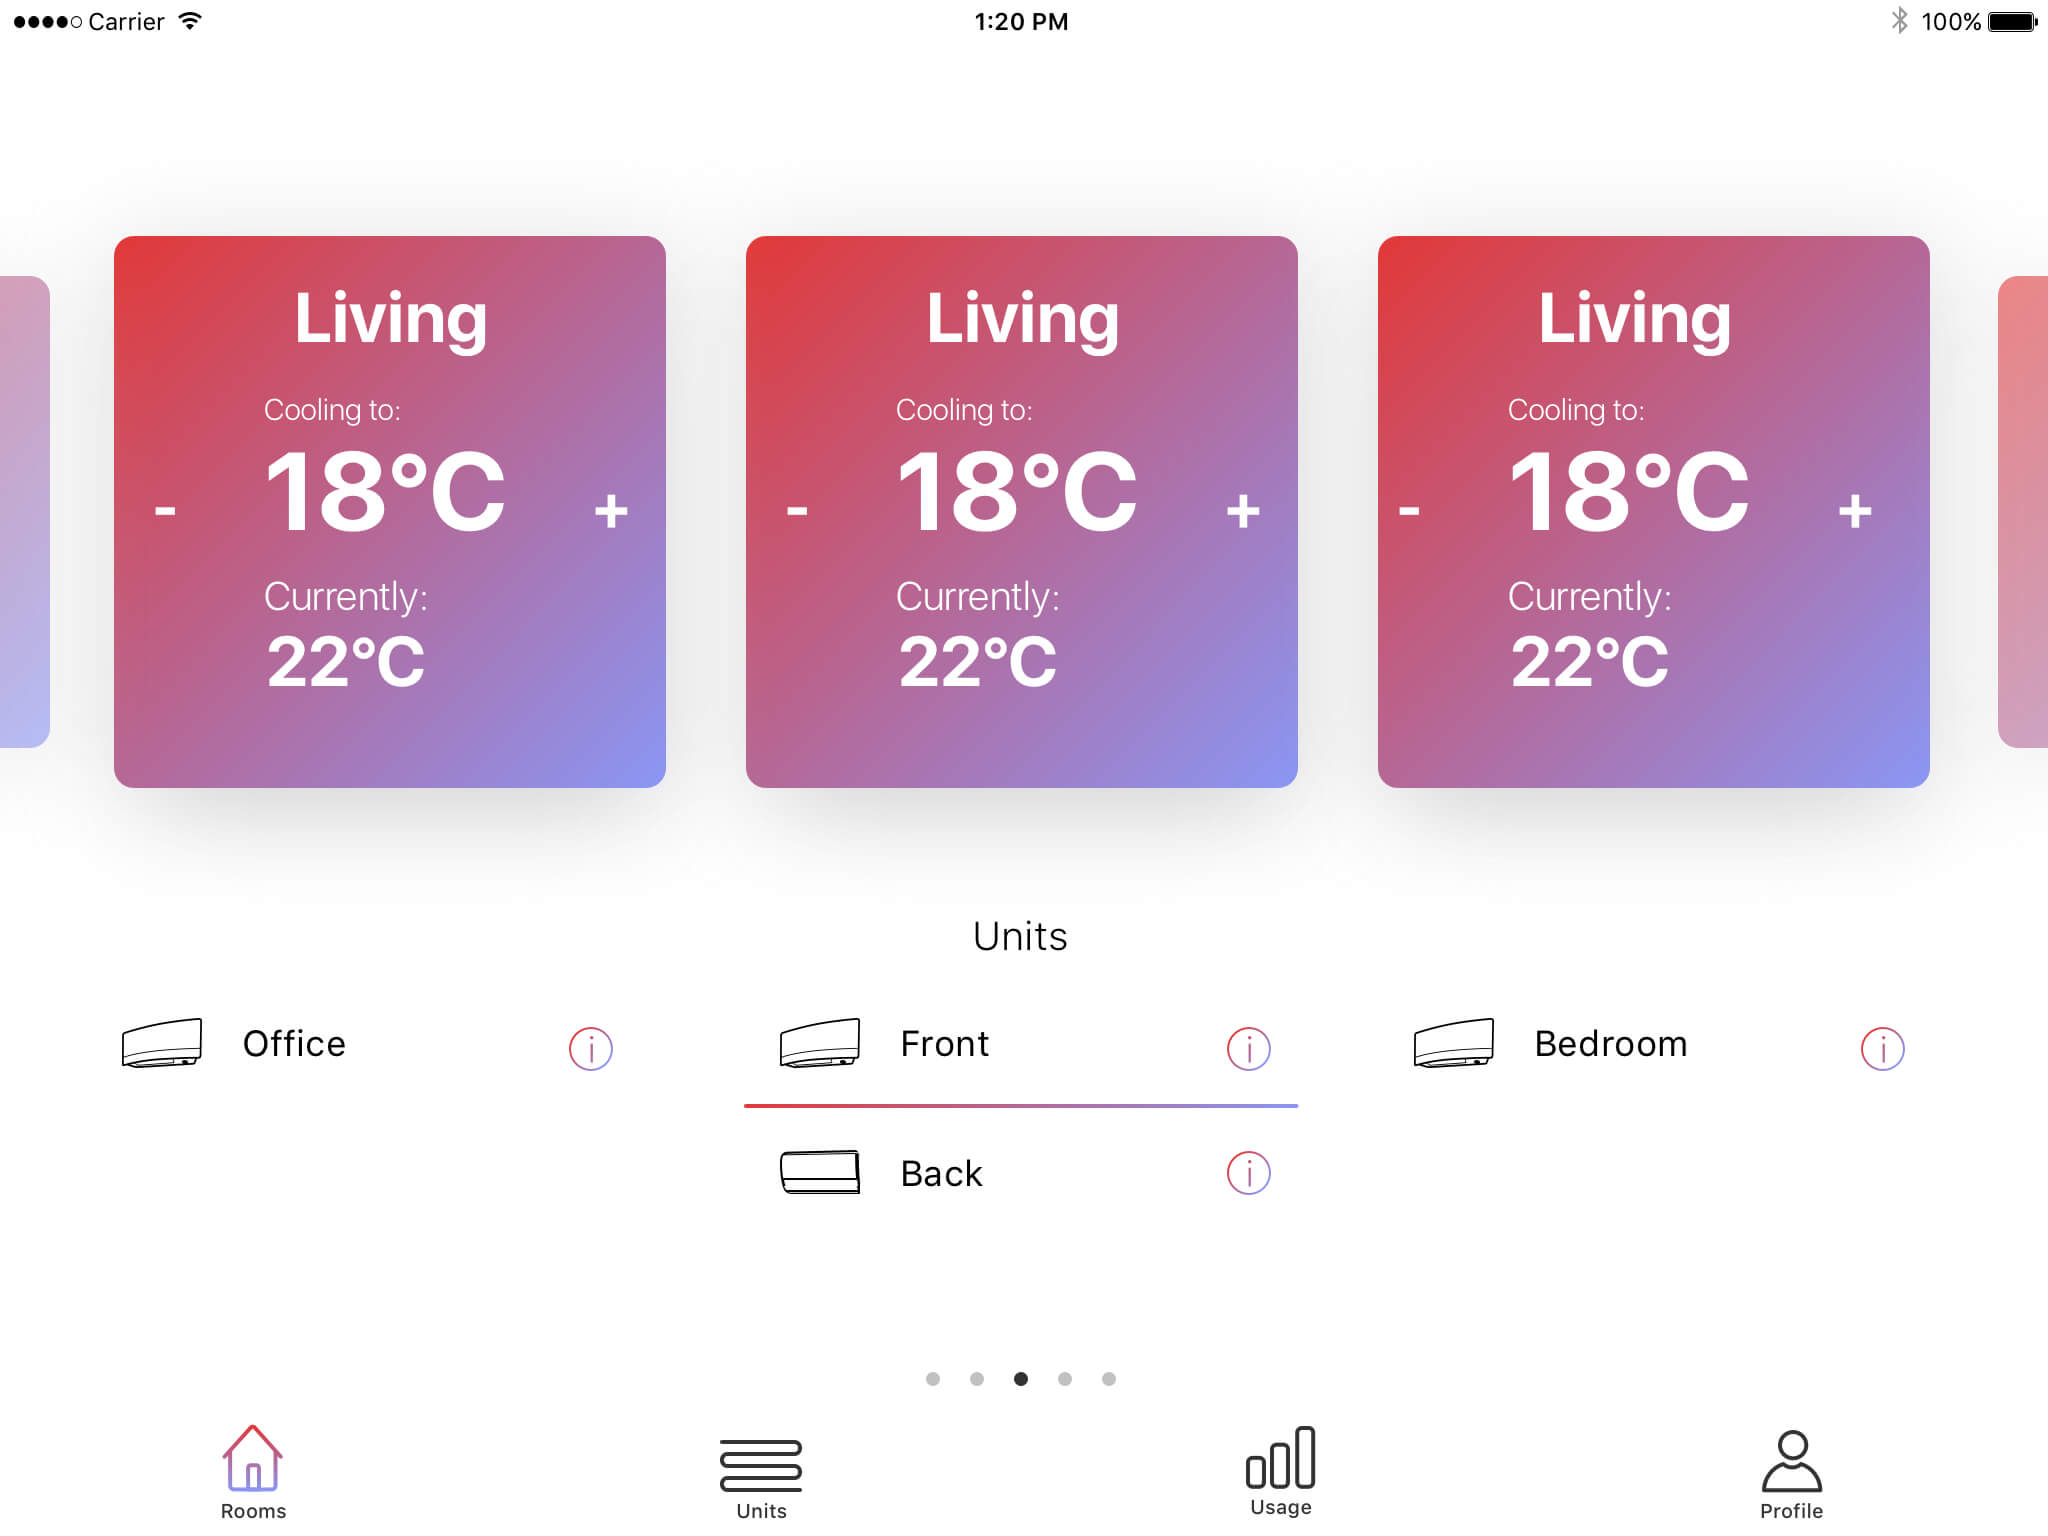 Carrier 1:20 PM 100%
Living Living Living
Cooling to: Cooling to: Cooling to:
18°C 18°C 18°C
- + - + - +
Currently: Currently: Currently:
22°C 22°C 22°C
Units
Office i Front i Bedroom i
Back i
Rooms Units Usage Profile